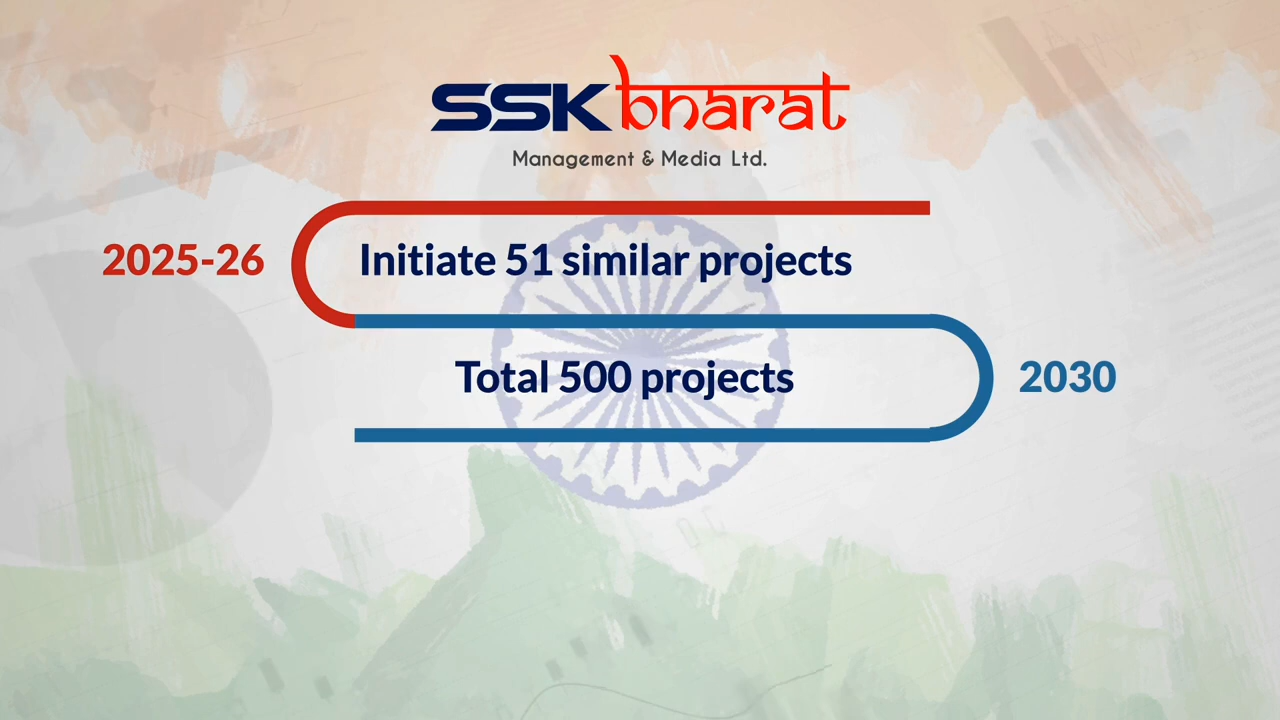 SSK bharat
Management & Media Ltd.
2025-26 Initiate 51 similar projects
Total 500 projects 2030